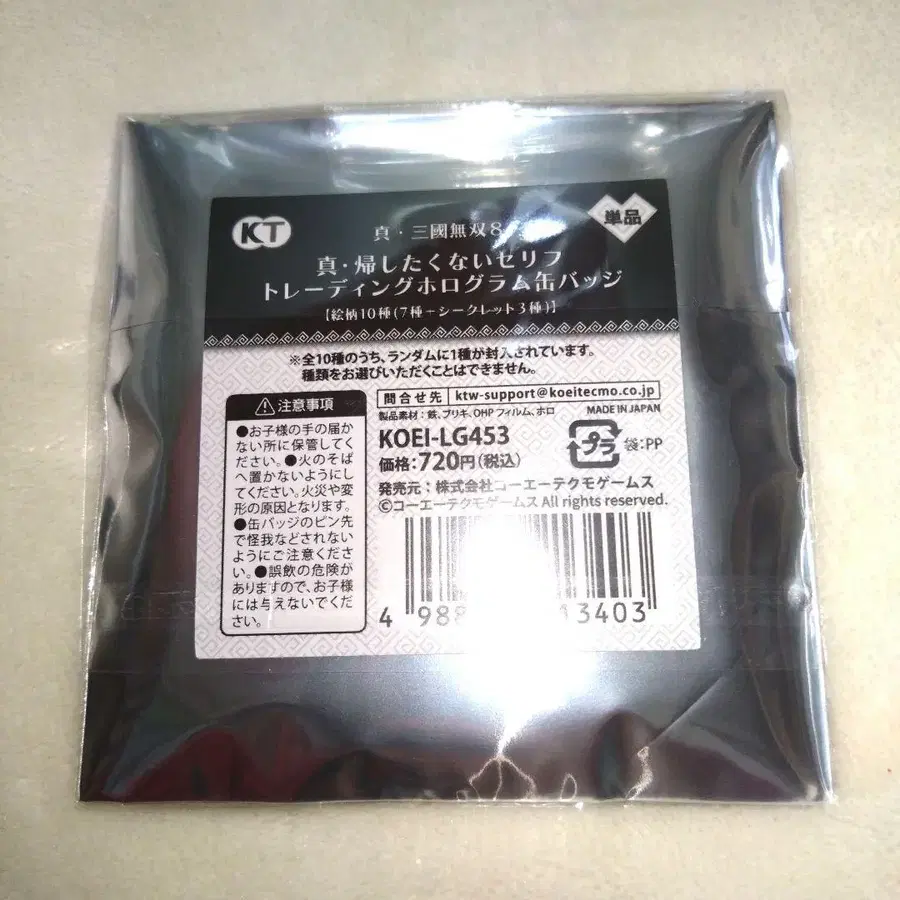 KT
単品
真・三國無双8
真・帰したくないセリフ
トレーディングホログラム缶バッジ
【絵柄10種(7種+シークレット3種)】
※全10種のうち、ランダムに1種が封入されています。
種類をお選びいただくことはできません。
⚠注意事項
●お子様の手の届か
ない所に保管してく
ださい。●火のそば
へ置かないようにし
てください。火災や変
形の原因となります。
●缶バッジのピン先
で怪我などされない
ようにご注意くださ
い。●誤飲の危険が
ありますので、お子様
には与えないでくだ
さい。
問合せ先 ktw-support@koeitecmo.co.jp
製品素材：鉄、ブリキ、OHPフィルム、ホロ
MADE IN JAPAN
KOEI-LG453
価格：720円(税込)
プラ 袋:PP
発売元：株式会社コーエーテクモゲームス
©コーエーテクモゲームス All rights reserved.
4 988 13403